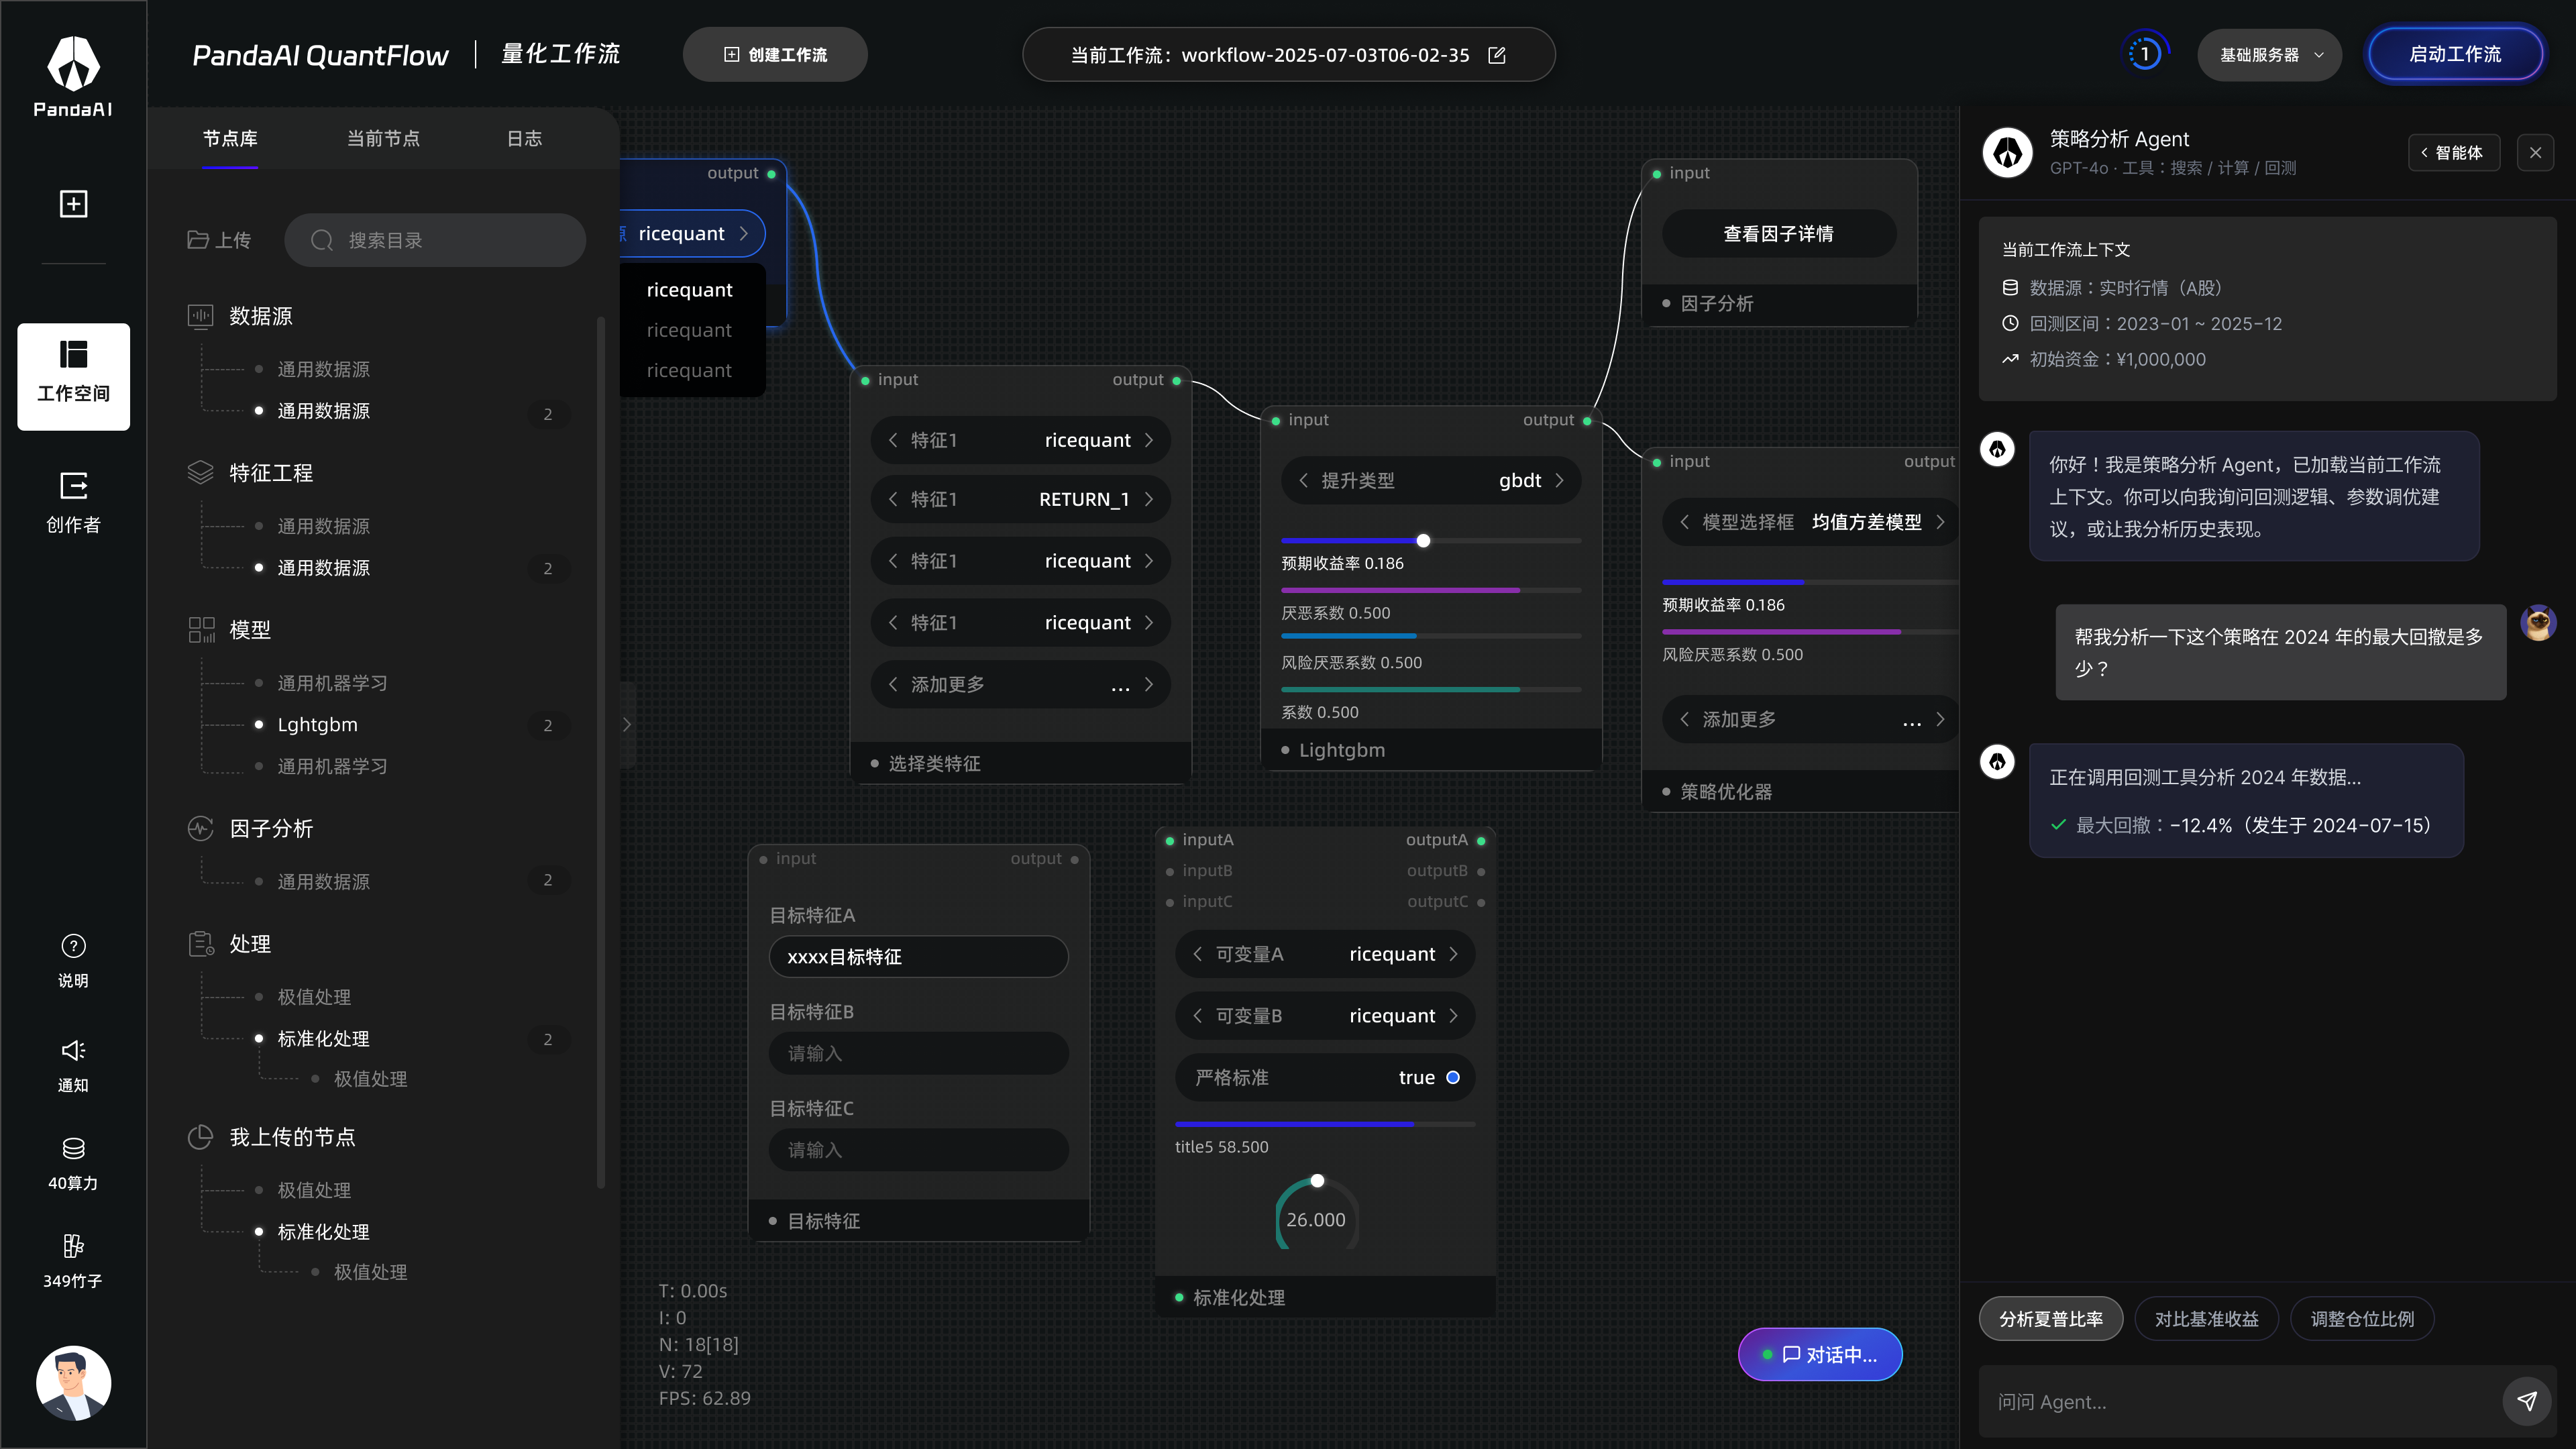 PandaAI
工作空间
创作者
说明
通知
40算力
349竹子
PandaAI QuantFlow
量化工作流
创建工作流
当前工作流：workflow-2025-07-03T06-02-35
1
基础服务器
启动工作流
节点库
当前节点
日志
上传
搜索目录
数据源
通用数据源
通用数据源
2
特征工程
通用数据源
通用数据源
2
模型
通用机器学习
Lghtgbm
2
通用机器学习
因子分析
通用数据源
2
处理
极值处理
标准化处理
2
极值处理
我上传的节点
极值处理
标准化处理
极值处理
output
源 ricequant
ricequant
ricequant
ricequant
input output
特征1 ricequant
特征1 RETURN_1
特征1 ricequant
特征1 ricequant
添加更多 ...
选择类特征
input output
提升类型 gbdt
预期收益率 0.186
厌恶系数 0.500
风险厌恶系数 0.500
系数 0.500
Lightgbm
input
查看因子详情
因子分析
input output
模型选择框 均值方差模型
预期收益率 0.186
风险厌恶系数 0.500
添加更多 ...
策略优化器
input output
目标特征A
xxxx目标特征
目标特征B
请输入
目标特征C
请输入
目标特征
inputA outputA
inputB outputB
inputC outputC
可变量A ricequant
可变量B ricequant
严格标准 true
title5 58.500
26.000
标准化处理
T: 0.00s
I: 0
N: 18[18]
V: 72
FPS: 62.89
对话中...
策略分析 Agent
GPT-4o · 工具：搜索 / 计算 / 回测
智能体
当前工作流上下文
数据源：实时行情（A股）
回测区间：2023-01 ~ 2025-12
初始资金：¥1,000,000
你好！我是策略分析 Agent，已加载当前工作流
上下文。你可以向我询问回测逻辑、参数调优建
议，或让我分析历史表现。
帮我分析一下这个策略在 2024 年的最大回撤是多
少？
正在调用回测工具分析 2024 年数据...
最大回撤：-12.4%（发生于 2024-07-15）
分析夏普比率
对比基准收益
调整仓位比例
问问 Agent...